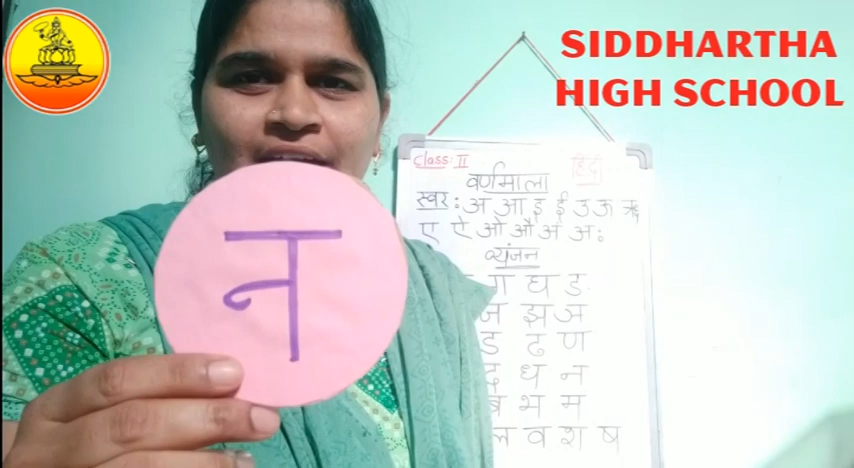 SIDDHARTHA
HIGH SCHOOL
न
Class: II
हिंदी
वर्णमाला
स्वर : अ आ इ ई उ ऊ ऋ
ए ऐ ओ औ अं अः
व्यंजन
ग घ ङ
ज झ ञ
ड ढ ण
द ध न
ब भ म
ल व श ष